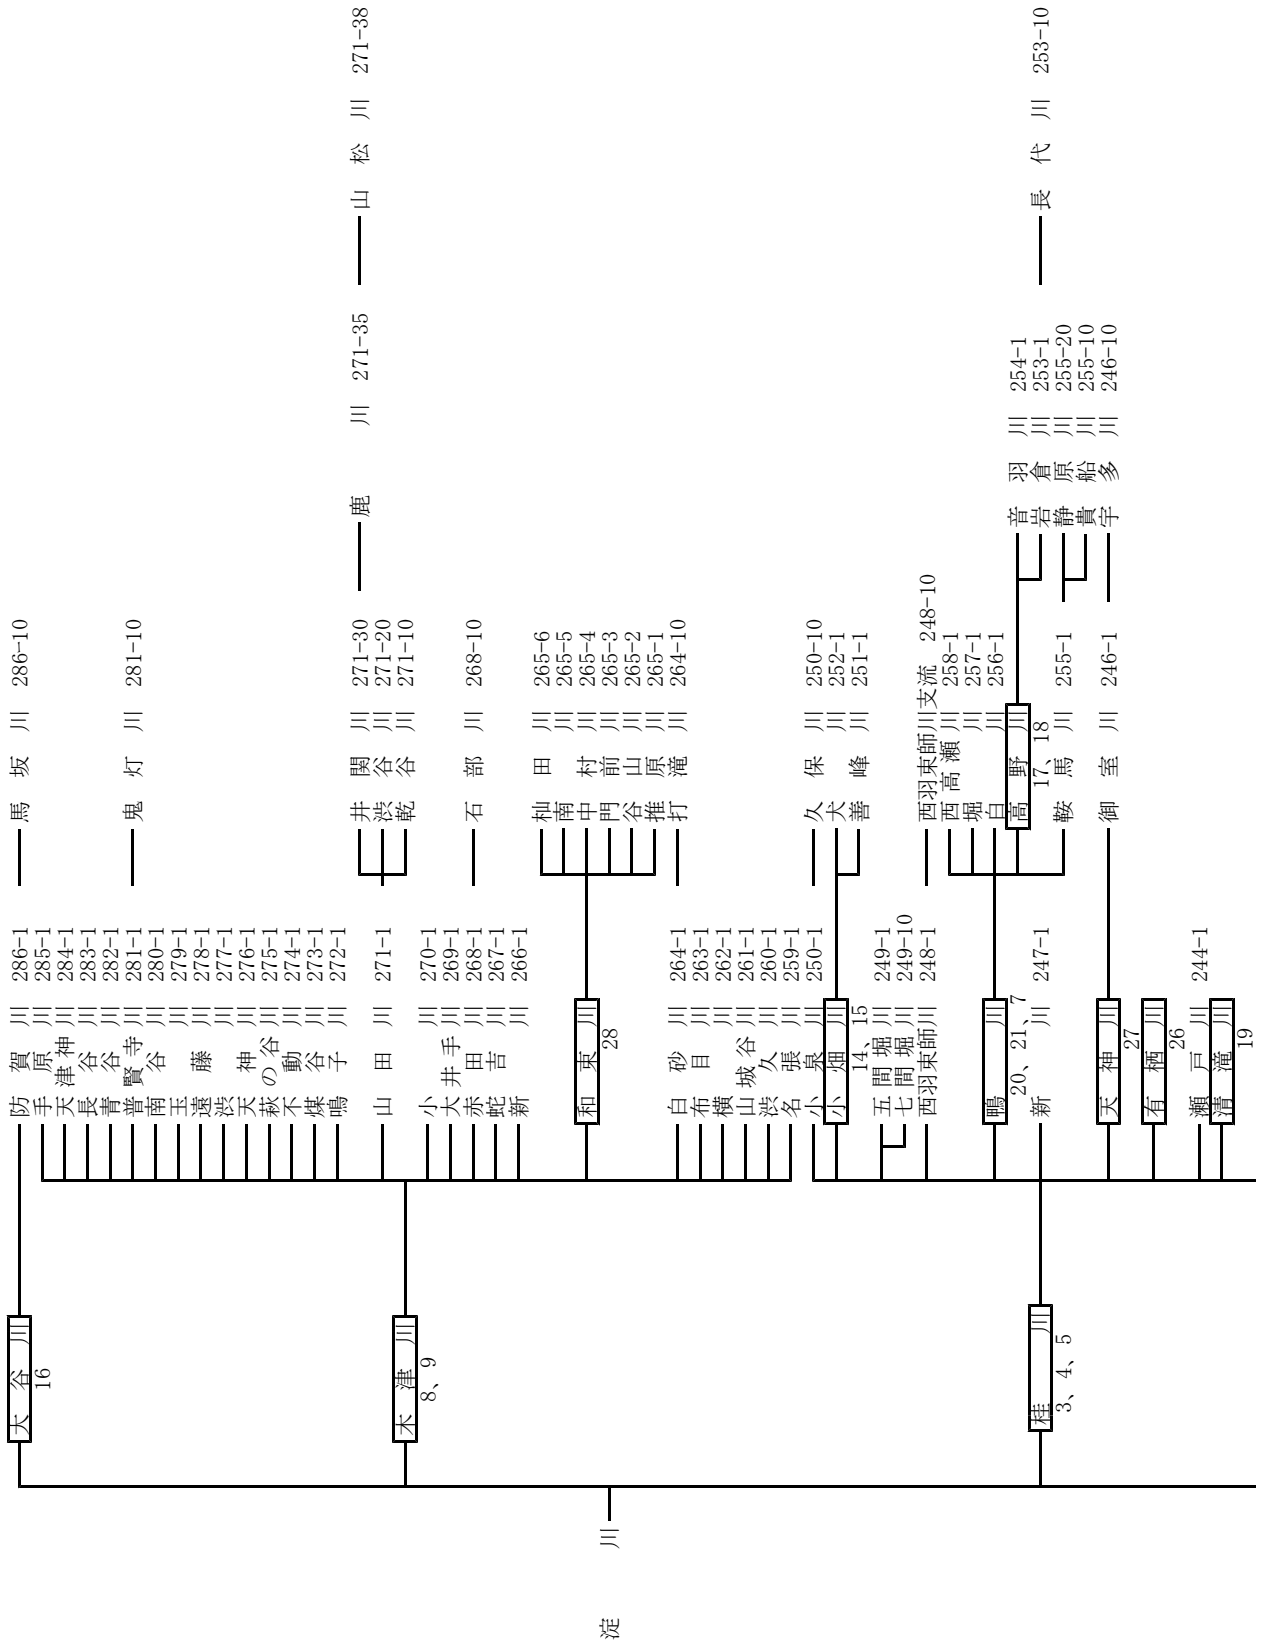 淀　川
大　谷　川
16
防　賀　川　286-1
馬　坂　川　286-10
木　津　川
8、9
手　原　川　285-1
天　津　神　川　284-1
長　谷　川　283-1
青　谷　川　282-1
普　賢　寺　川　281-1
鬼　灯　川　281-10
南　谷　川　280-1
玉　川　279-1
遠　藤　川　278-1
渋　川　277-1
天　神　川　276-1
萩　の　谷　川　275-1
不　動　川　274-1
煤　谷　川　273-1
鳴　子　川　272-1
山　田　川　271-1
井　関　川　271-30
鹿　川　271-35
山　松　川　271-38
渋　谷　川　271-20
乾　谷　川　271-10
小　川　270-1
大　井　手　川　269-1
赤　田　川　268-1
石　部　川　268-10
蛇　吉　川　267-1
新　川　266-1
和　束　川
28
杣　田　川　265-6
南　川　265-5
中　村　川　265-4
門　前　川　265-3
谷　山　川　265-2
推　原　川　265-1
白　砂　川　264-1
打　滝　川　264-10
布　目　川　263-1
横　川　262-1
山　城　谷　川　261-1
渋　久　川　260-1
名　張　川　259-1
桂　川
3、4、5
小　泉　川　250-1
久　保　川　250-10
小　畑　川
14、15
犬　川　252-1
善　峰　川　251-1
五　間　堀　川　249-1
七　間　堀　川　249-10
西羽束師川　248-1
西羽束師川支流　248-10
鴨　川
20、21、7
西　高　瀬　川　258-1
堀　川　257-1
白　川　256-1
高　野　川
17、18
音　羽　川　254-1
岩　倉　川　253-1
長　代　川　253-10
鞍　馬　川　255-1
静　原　川　255-20
貴　船　川　255-10
新　川　247-1
天　神　川
27
御　室　川　246-1
宇　多　川　246-10
有　栖　川
26
瀬　戸　川　244-1
清　滝　川
19